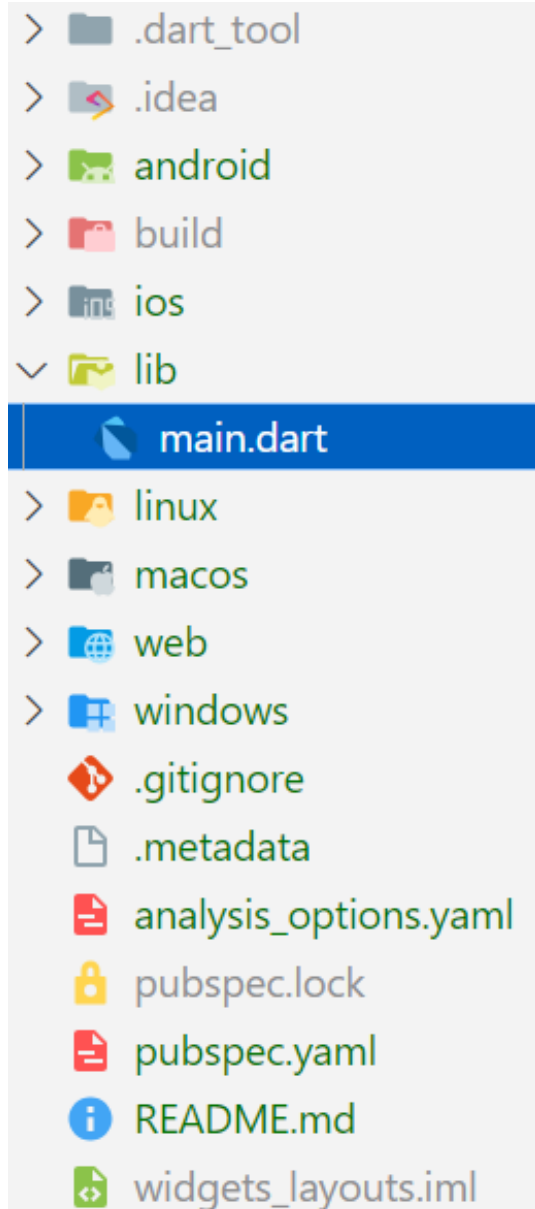 .dart_tool
.idea
android
build
ios
lib
main.dart
linux
macos
web
windows
.gitignore
.metadata
analysis_options.yaml
pubspec.lock
pubspec.yaml
README.md
widgets_layouts.iml